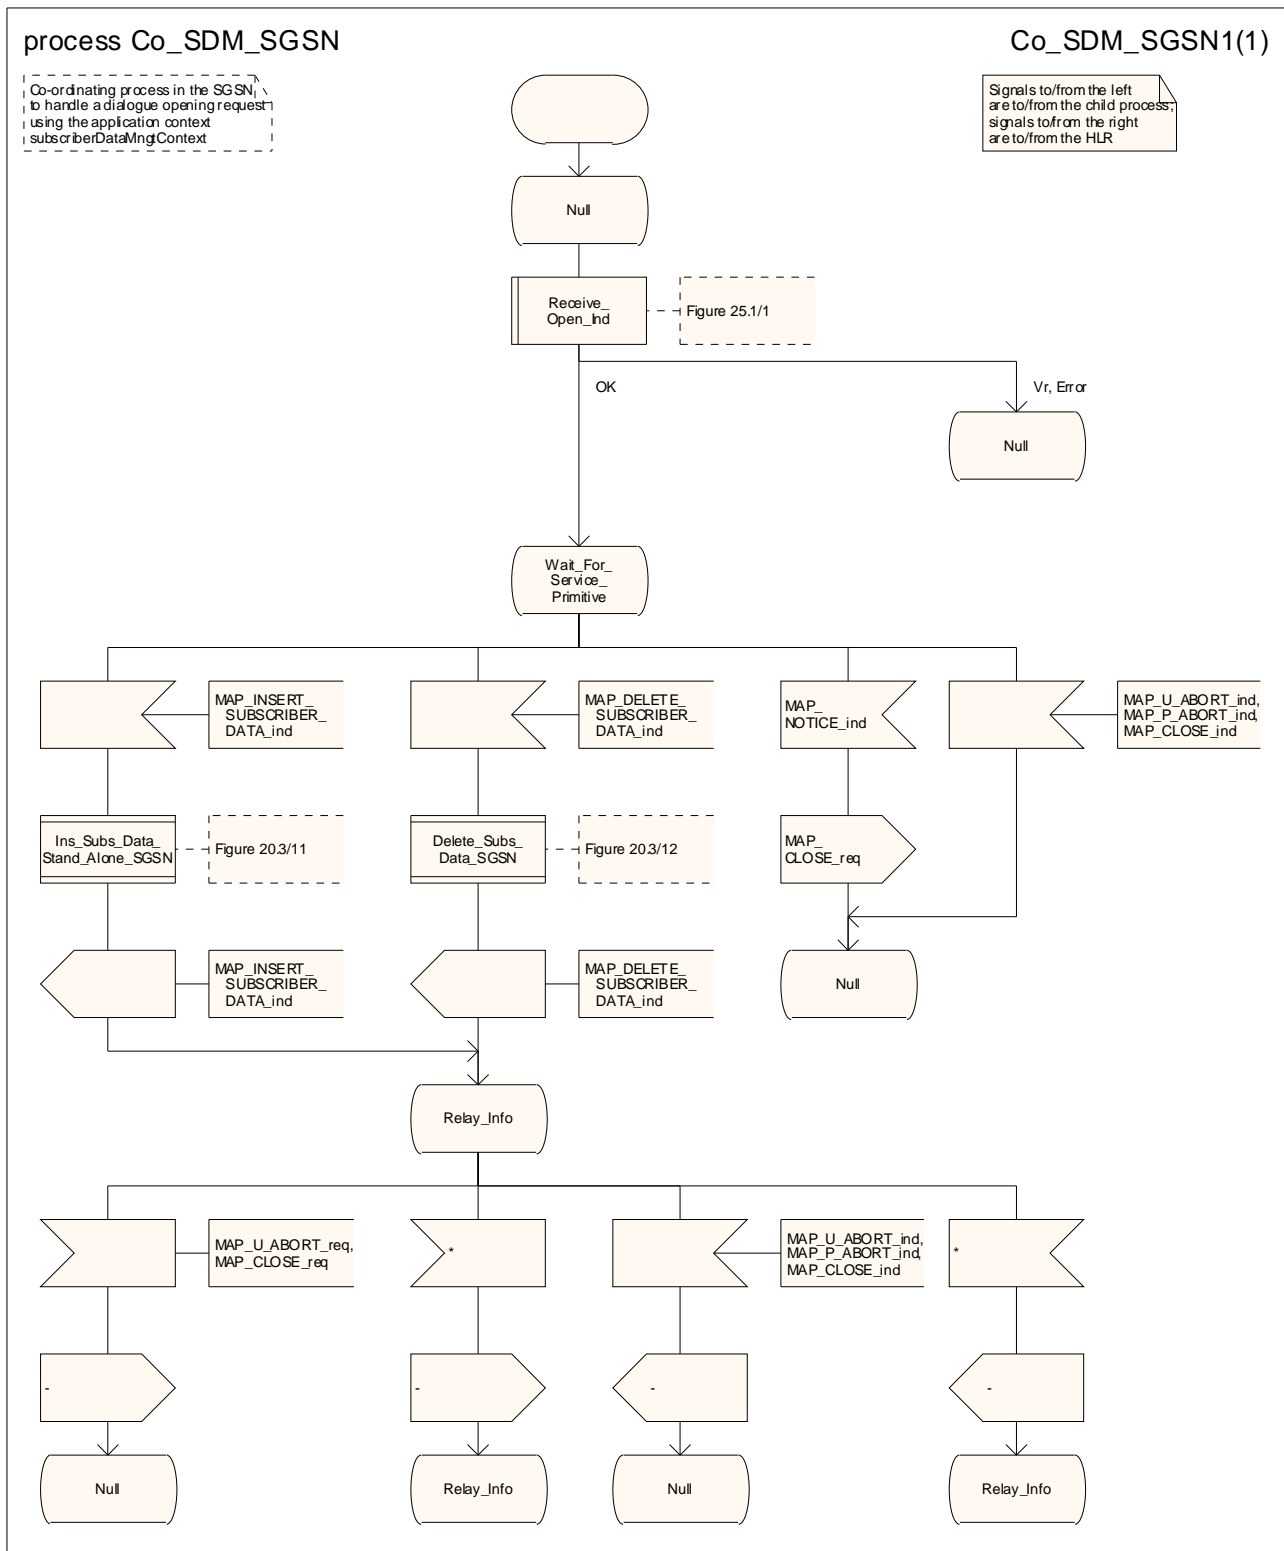 process Co_SDM_SGSN
Co_SDM_SGSN1(1)
Co-ordinating process in the SGSN
to handle a dialogue opening request
using the application context
subscriberDataMngtContext
Signals to/from the left
are to/from the child process;
signals to/from the right
are to/from the HLR
Null
Receive_
Open_Ind
Figure 25.1/1
OK
Vr, Error
Null
Wait_For_
Service_
Primitive
MAP_INSERT_
SUBSCRIBER_
DATA_ind
MAP_DELETE_
SUBSCRIBER_
DATA_ind
MAP_
NOTICE_ind
MAP_U_ABORT_ind,
MAP_P_ABORT_ind,
MAP_CLOSE_ind
Ins_Subs_Data_
Stand_Alone_SGSN
Figure 20.3/11
Delete_Subs_
Data_SGSN
Figure 20.3/12
MAP_
CLOSE_req
MAP_INSERT_
SUBSCRIBER_
DATA_ind
MAP_DELETE_
SUBSCRIBER_
DATA_ind
Null
Relay_Info
MAP_U_ABORT_req,
MAP_CLOSE_req
*
MAP_U_ABORT_ind,
MAP_P_ABORT_ind,
MAP_CLOSE_ind
*
-
-
-
-
Null
Relay_Info
Null
Relay_Info